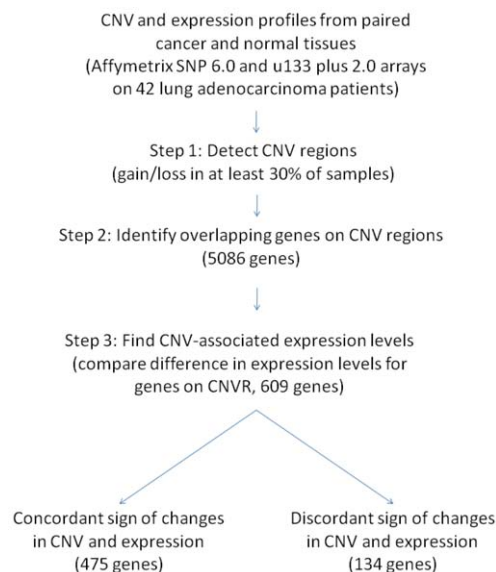 CNV and expression profiles from paired
cancer and normal tissues
(Affymetrix SNP 6.0 and u133 plus 2.0 arrays
on 42 lung adenocarcinoma patients)
Step 1: Detect CNV regions
(gain/loss in at least 30% of samples)
Step 2: Identify overlapping genes on CNV regions
(5086 genes)
Step 3: Find CNV-associated expression levels
(compare difference in expression levels for
genes on CNVR, 609 genes)
Concordant sign of changes
in CNV and expression
(475 genes)
Discordant sign of changes
in CNV and expression
(134 genes)